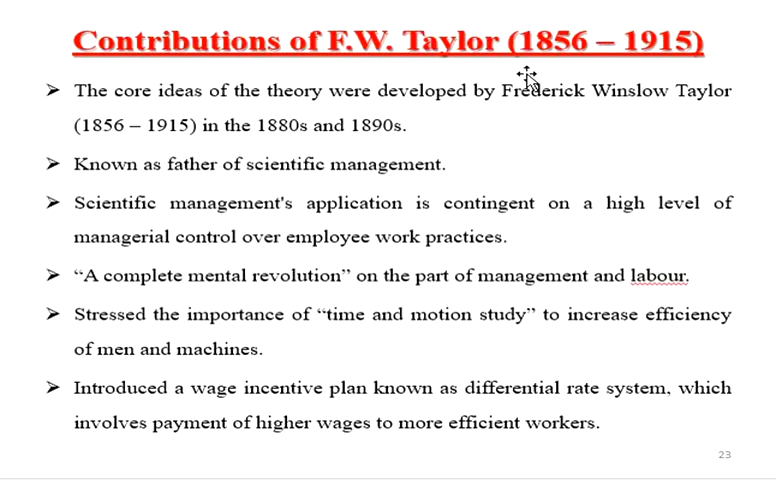 Contributions of F.W. Taylor (1856 – 1915)
➢ The core ideas of the theory were developed by Frederick Winslow Taylor
(1856 – 1915) in the 1880s and 1890s.
➢ Known as father of scientific management.
➢ Scientific management's application is contingent on a high level of
managerial control over employee work practices.
➢ “A complete mental revolution” on the part of management and labour.
➢ Stressed the importance of “time and motion study” to increase efficiency
of men and machines.
➢ Introduced a wage incentive plan known as differential rate system, which
involves payment of higher wages to more efficient workers.
23